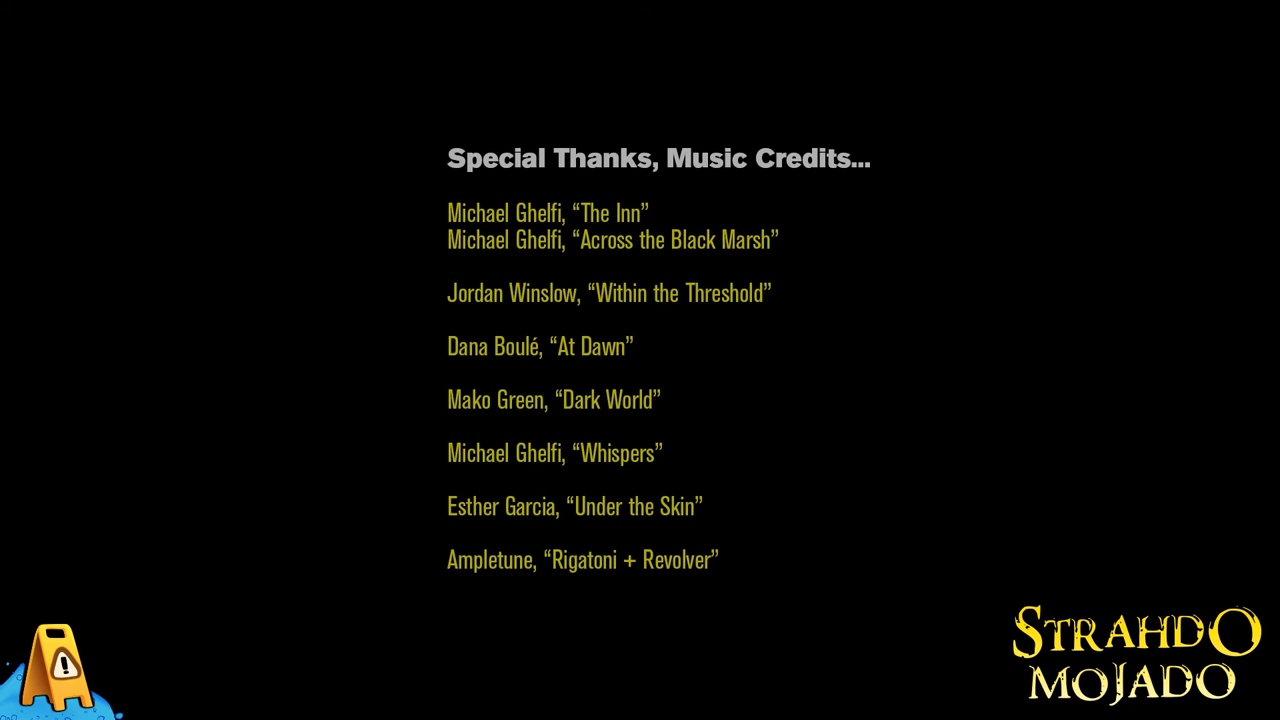 Special Thanks, Music Credits...
Michael Ghelfi, “The Inn”
Michael Ghelfi, “Across the Black Marsh”
Jordan Winslow, “Within the Threshold”
Dana Boulé, “At Dawn”
Mako Green, “Dark World”
Michael Ghelfi, “Whispers”
Esther Garcia, “Under the Skin”
Ampletune, “Rigatoni + Revolver”
!
STRAHDO
MOJADO